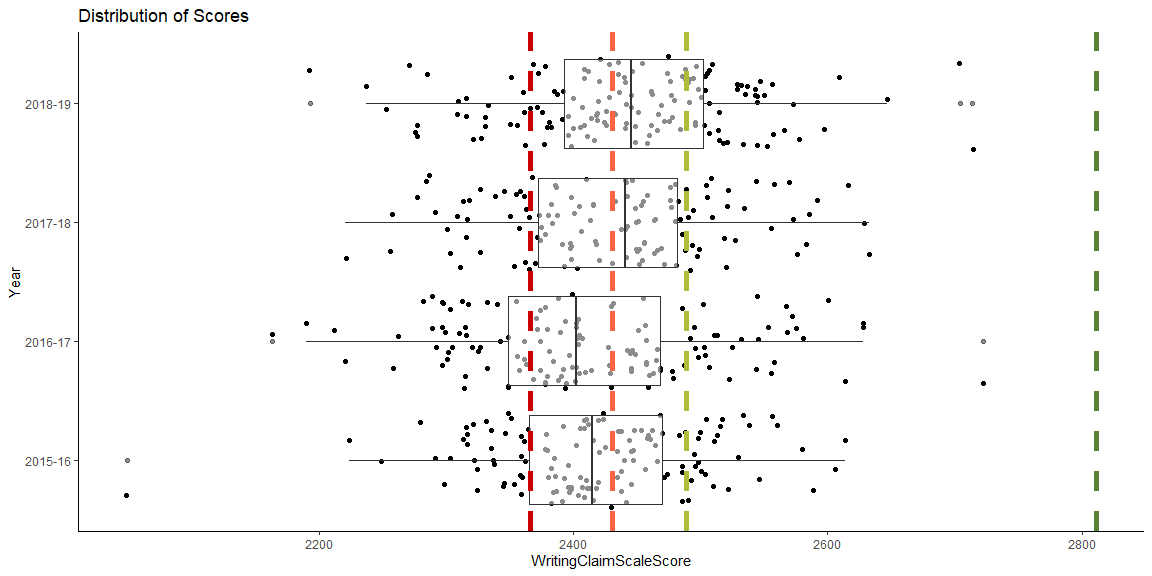 Distribution of Scores
2018-19
2017-18
2016-17
2015-16
Year
2200 2400 2600 2800
WritingClaimScaleScore